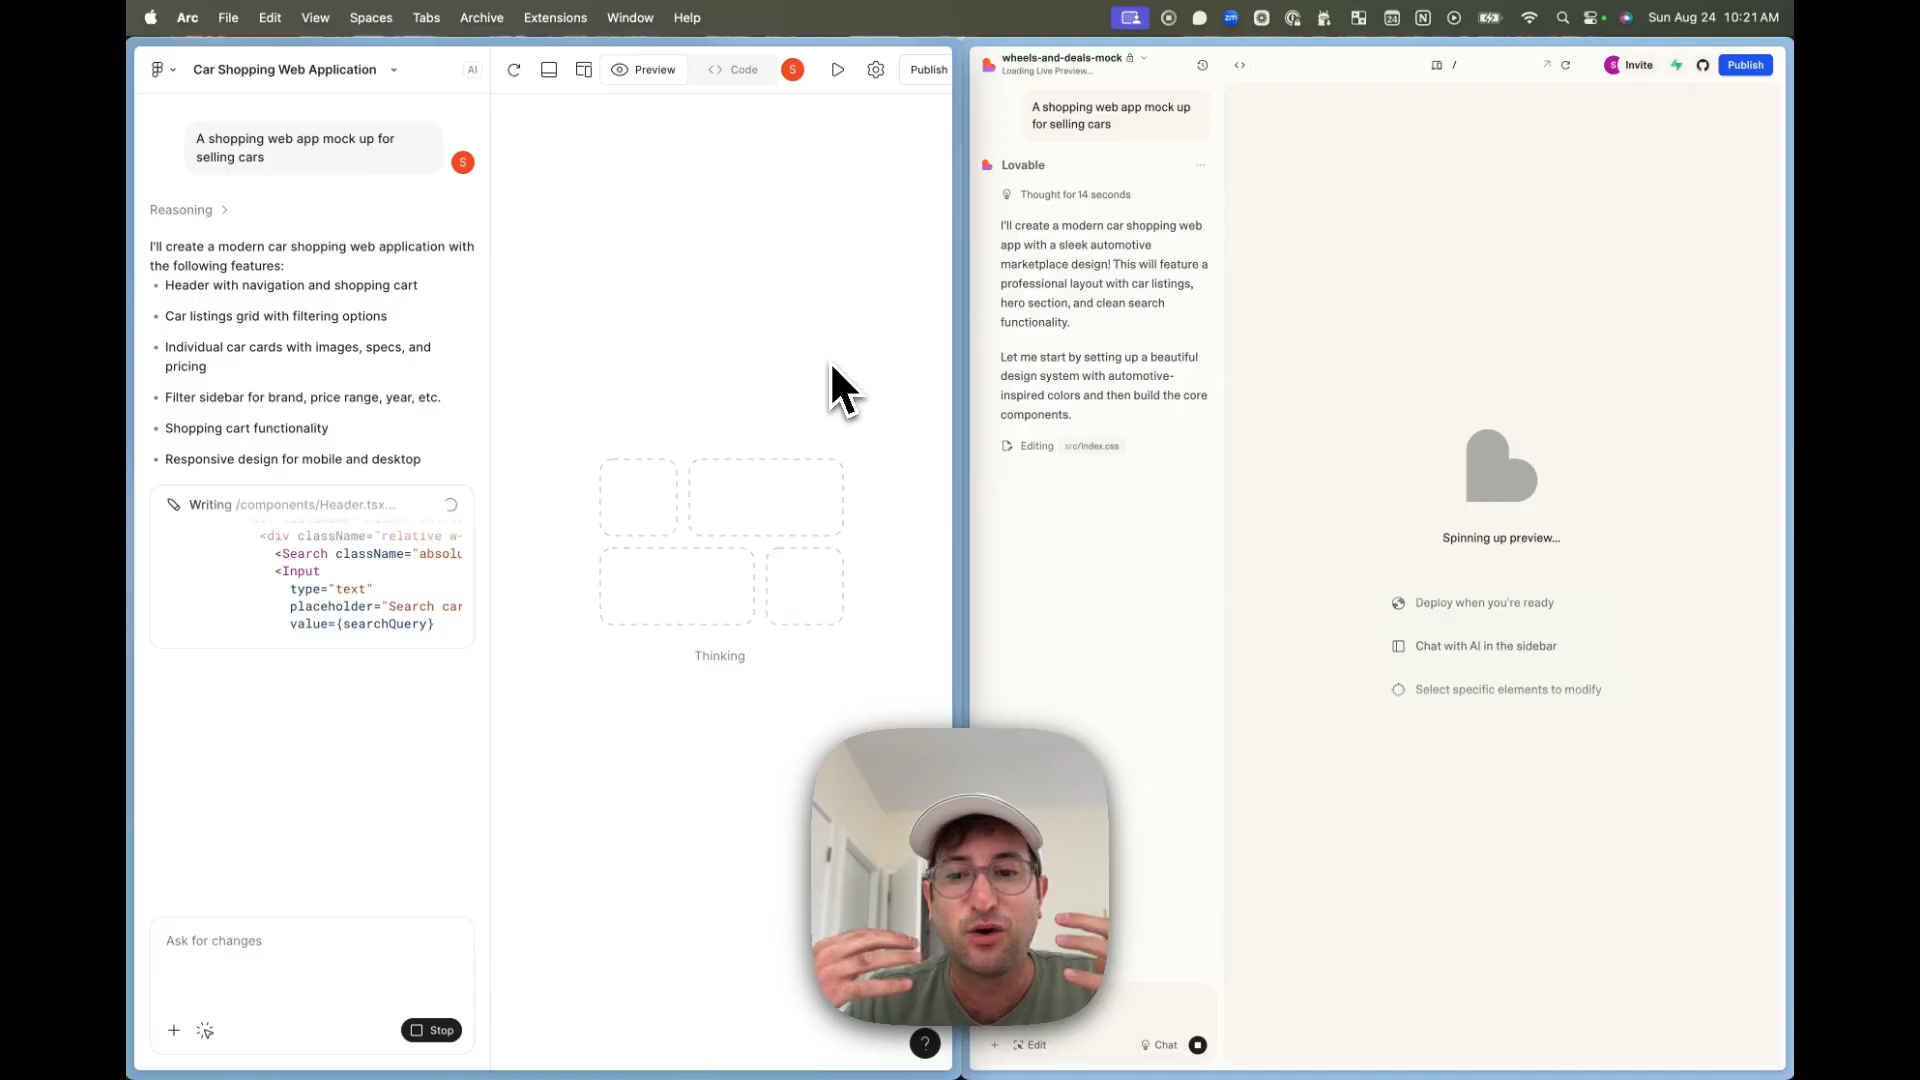 Arc File Edit View Spaces Tabs Archive Extensions Window Help
zm 24 Sun Aug 24 10:21 AM
Car Shopping Web Application AI
Preview Code S Publish
A shopping web app mock up for
selling cars
S
Reasoning
I'll create a modern car shopping web application with
the following features:
• Header with navigation and shopping cart
• Car listings grid with filtering options
• Individual car cards with images, specs, and
pricing
• Filter sidebar for brand, price range, year, etc.
• Shopping cart functionality
• Responsive design for mobile and desktop
Writing /components/Header.tsx...
<div className="relative w-
<Search className="absolu
<Input
type="text"
placeholder="Search car
value={searchQuery}
Ask for changes
Stop
Thinking
?
wheels-and-deals-mock
Loading Live Preview...
/
S Invite Publish
A shopping web app mock up
for selling cars
Lovable
Thought for 14 seconds
I'll create a modern car shopping web
app with a sleek automotive
marketplace design! This will feature a
professional layout with car listings,
hero section, and clean search
functionality.
Let me start by setting up a beautiful
design system with automotive-
inspired colors and then build the core
components.
Editing src/index.css
Edit Chat
Spinning up preview...
Deploy when you're ready
Chat with AI in the sidebar
Select specific elements to modify